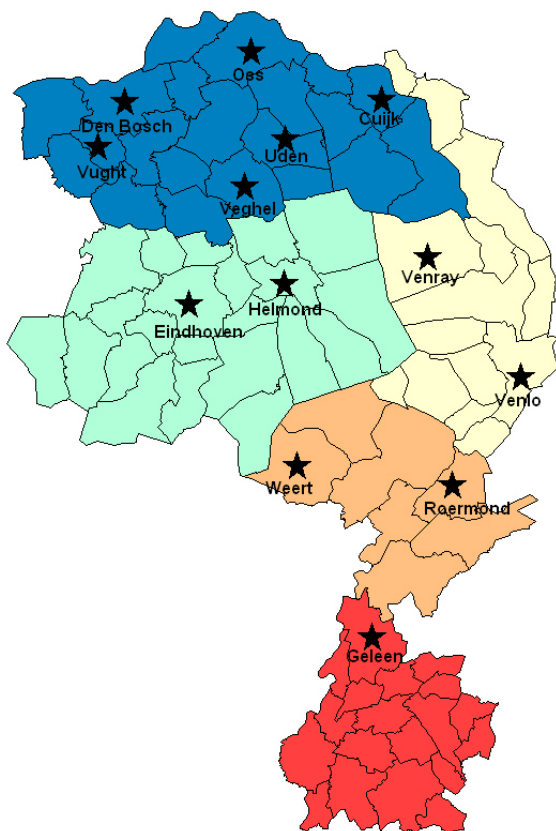 Oss
Den Bosch
Cuijk
Vught
Uden
Veghel
Venray
Helmond
Eindhoven
Venlo
Weert
Roermond
Geleen